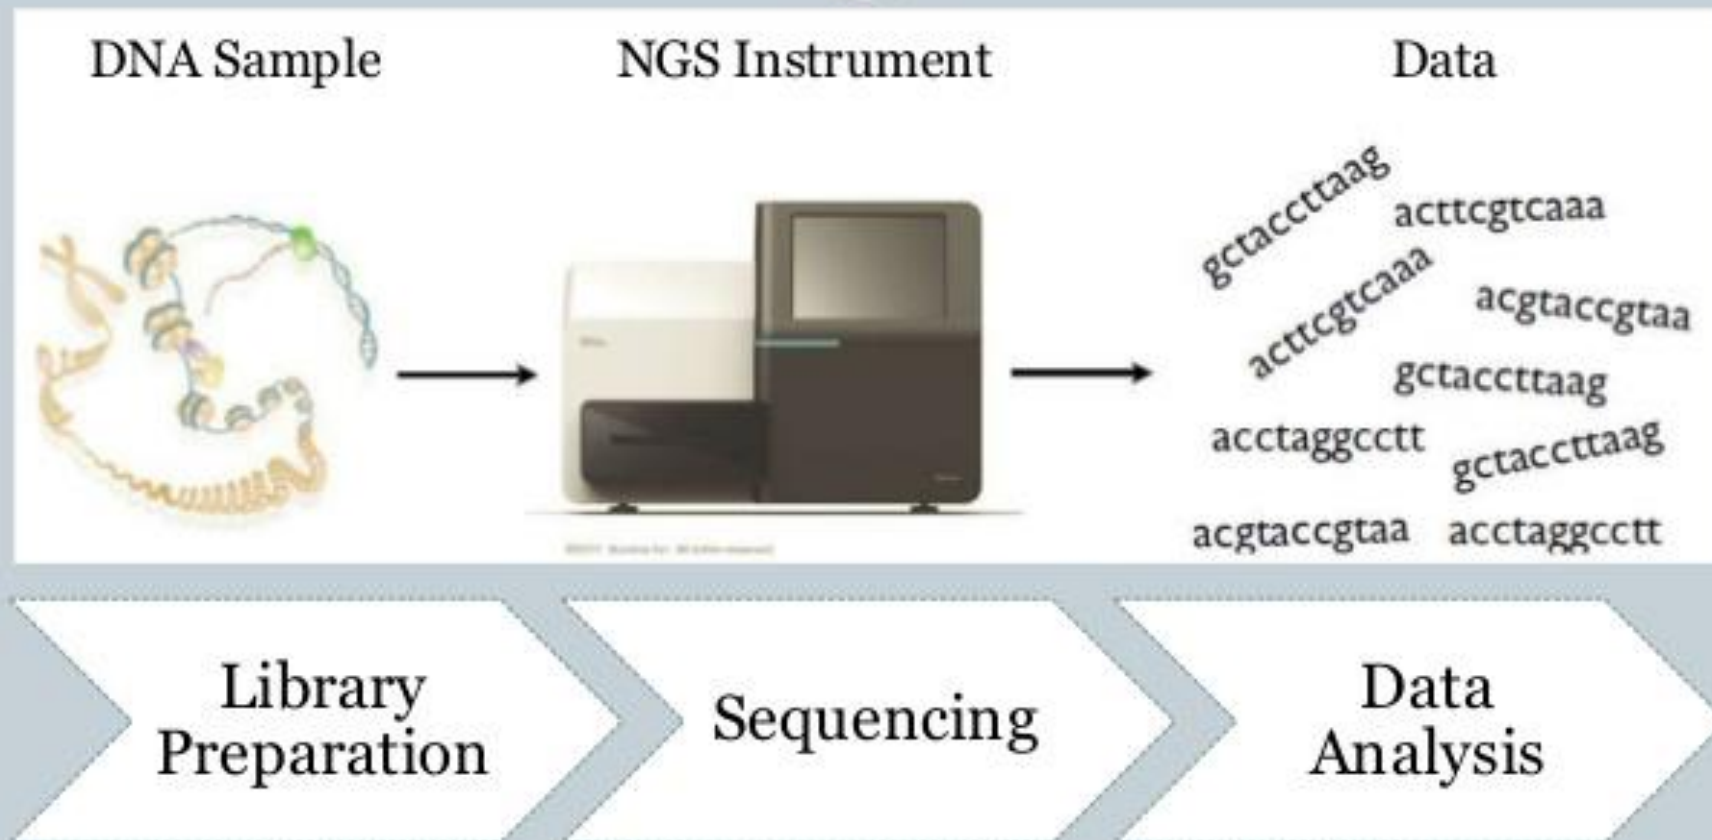 DNA Sample
NGS Instrument
Data
gctaccttaag
acttcgtcaaa
acttcgtcaaa
acgtaccgtaa
gctaccttaag
acctaggcctt
gctaccttaag
acgtaccgtaa
acctaggcctt
Library
Preparation
Sequencing
Data
Analysis